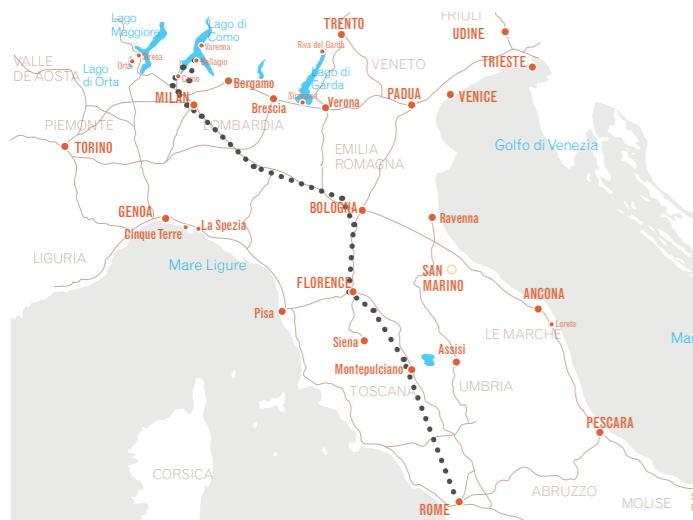 FRIULI
Lago
Maggiore
Lago di
Como
TRENTO
UDINE
Varenna
Riva del Garda
VALLE
DE AOSTA
Stresa
Orta
Bellagio
VENETO
TRIESTE
Lago
di Orta
Como
Lago di
Garda
Bergamo
MILAN
Sirmione
PADUA
VENICE
Brescia
Verona
PIEMONTE
LOMBARDIA
TORINO
EMILIA
ROMAGNA
Golfo di Venezia
GENOA
BOLOGNA
La Spezia
Ravenna
Cinque Terre
LIGURIA
Mare Ligure
SAN
MARINO
FLORENCE
ANCONA
Pisa
Loreto
LE MARCHE
Ma
Siena
Assisi
Montepulciano
TOSCANA
UMBRIA
PESCARA
CORSICA
ABRUZZO
MOLISE
ROME